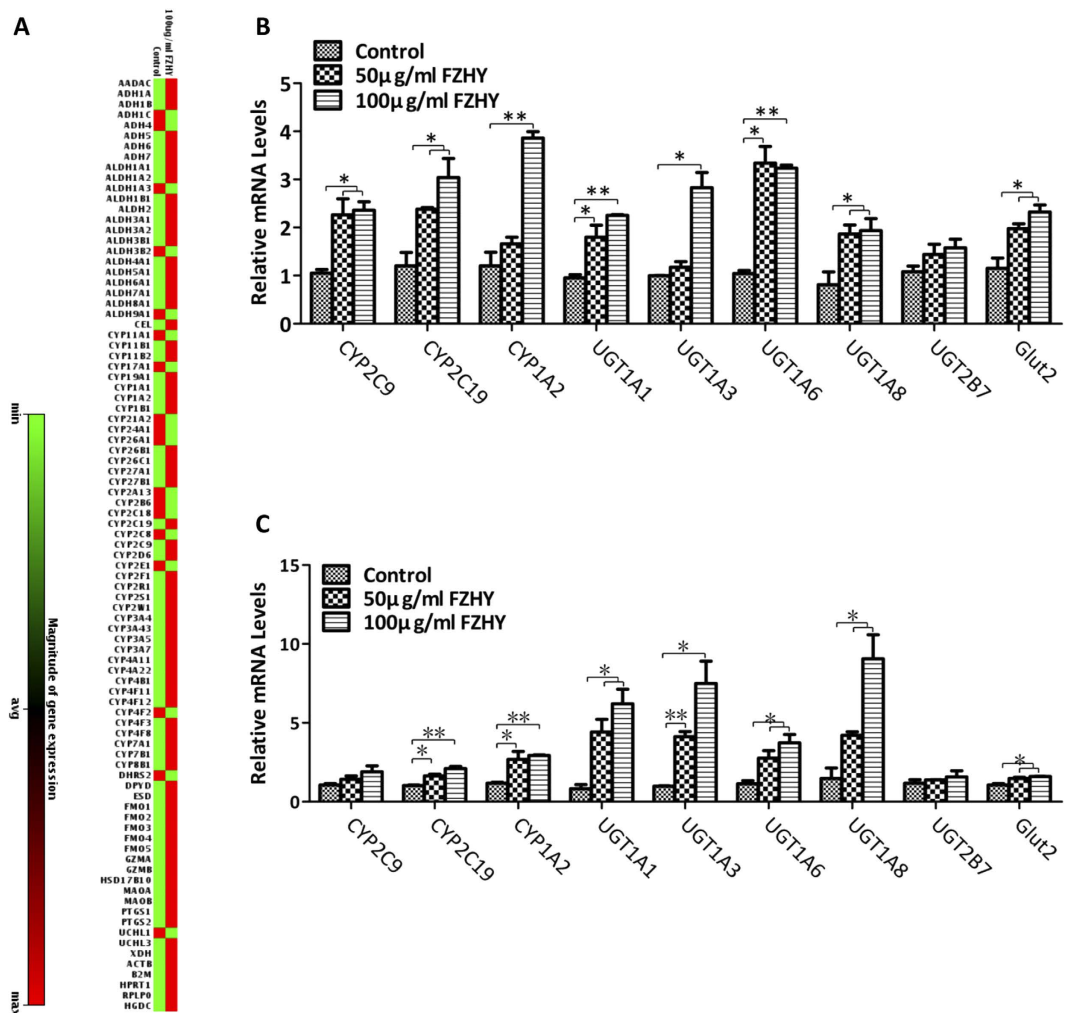 A
Control
100ug/ml FZHY
AADAC
ADH1A
ADH1B
ADH1C
ADH4
ADH5
ADH6
ADH7
ALDH1A1
ALDH1A2
ALDH1A3
ALDH1B1
ALDH2
ALDH3A1
ALDH3A2
ALDH3B1
ALDH3B2
ALDH4A1
ALDH5A1
ALDH6A1
ALDH7A1
ALDH8A1
ALDH9A1
CEL
CYP11A1
CYP11B1
CYP11B2
CYP17A1
CYP19A1
CYP1A1
CYP1A2
CYP1B1
CYP21A2
CYP24A1
CYP26A1
CYP26B1
CYP26C1
CYP27A1
CYP27B1
CYP2A13
CYP2B6
CYP2C18
CYP2C19
CYP2C8
CYP2C9
CYP2D6
CYP2E1
CYP2F1
CYP2R1
CYP2S1
CYP2W1
CYP3A4
CYP3A43
CYP3A5
CYP3A7
CYP4A11
CYP4A22
CYP4B1
CYP4F11
CYP4F12
CYP4F2
CYP4F3
CYP4F8
CYP7A1
CYP7B1
CYP8B1
DHRS2
DPYD
ESD
FMO1
FMO2
FMO3
FMO4
FMO5
GZMA
GZMB
HSD17B10
MAOA
MAOB
PTGS1
PTGS2
UCHL1
UCHL3
XDH
ACTB
B2M
HPRT1
RPLP0
HGDC
min
avg
max
Magnitude of gene expression
B
Control
50μg/ml FZHY
100μg/ml FZHY
Relative mRNA Levels
5
4
3
2
1
0
*
*
**
*
**
*
*
**
*
*
CYP2C9
CYP2C19
CYP1A2
UGT1A1
UGT1A3
UGT1A6
UGT1A8
UGT2B7
Glut2
C
Control
50μg/ml FZHY
100μg/ml FZHY
Relative mRNA Levels
15
10
5
0
*
**
*
**
*
**
*
*
*
*
CYP2C9
CYP2C19
CYP1A2
UGT1A1
UGT1A3
UGT1A6
UGT1A8
UGT2B7
Glut2